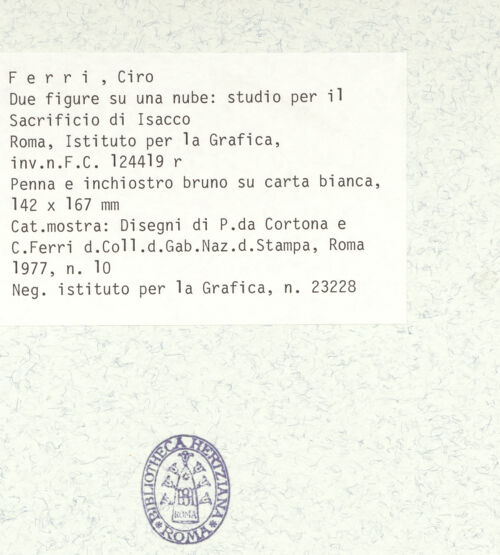 F e r r i , Ciro
Due figure su una nube: studio per il
Sacrificio di Isacco
Roma, Istituto per la Grafica,
inv.n.F.C. 124419 r
Penna e inchiostro bruno su carta bianca,
142 x 167 mm
Cat.mostra: Disegni di P.da Cortona e
C.Ferri d.Coll.d.Gab.Naz.d.Stampa, Roma
1977, n. 10
Neg. istituto per la Grafica, n. 23228
BIBLIOTHECA HERTZIANA
ROMA
ROMA